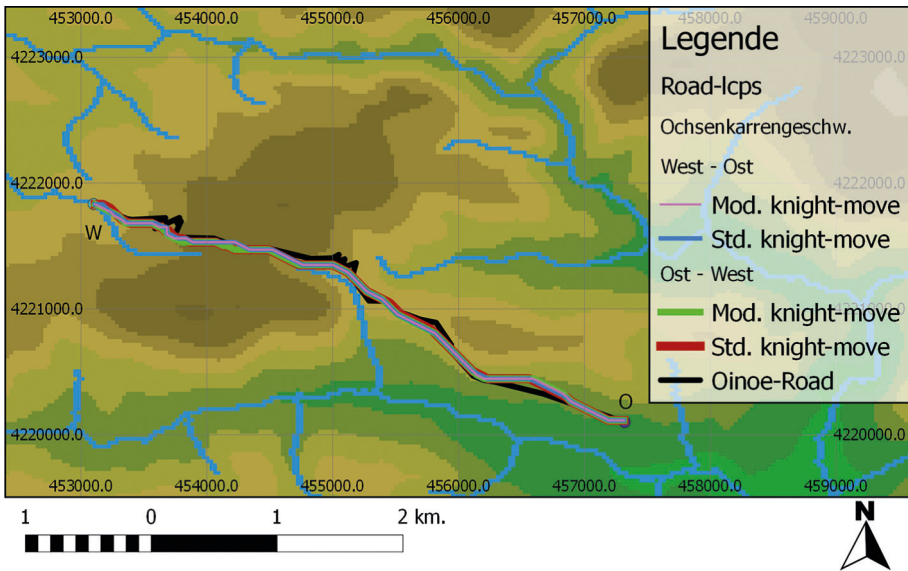 453000.0 454000.0 455000.0 456000.0 457000.0 458000.0 459000.0
4223000.0 4223000.0
4222000.0 4222000.0
4221000.0 4221000.0
4220000.0 4220000.0
W
O
453000.0 454000.0 455000.0 456000.0 457000.0 458000.0 459000.0
Legende
Road-lcps
Ochsenkarrengeschw.
West - Ost
Mod. knight-move
Std. knight-move
Ost - West
Mod. knight-move
Std. knight-move
Oinoe-Road
1 0 1 2 km.
N